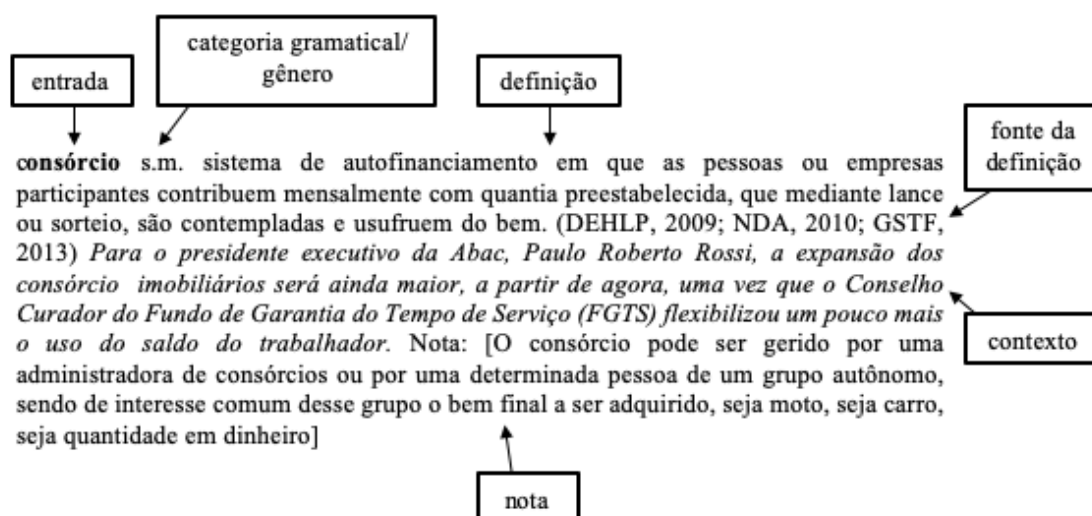 categoria gramatical/
gênero
entrada
definição
fonte da
definição
consórcio s.m. sistema de autofinanciamento em que as pessoas ou empresas
participantes contribuem mensalmente com quantia preestabelecida, que mediante lance
ou sorteio, são contempladas e usufruem do bem. (DEHLP, 2009; NDA, 2010; GSTF,
2013) Para o presidente executivo da Abac, Paulo Roberto Rossi, a expansão dos
consórcio imobiliários será ainda maior, a partir de agora, uma vez que o Conselho
Curador do Fundo de Garantia do Tempo de Serviço (FGTS) flexibilizou um pouco mais
o uso do saldo do trabalhador. Nota: [O consórcio pode ser gerido por uma
administradora de consórcios ou por uma determinada pessoa de um grupo autônomo,
sendo de interesse comum desse grupo o bem final a ser adquirido, seja moto, seja carro,
seja quantidade em dinheiro]
contexto
nota